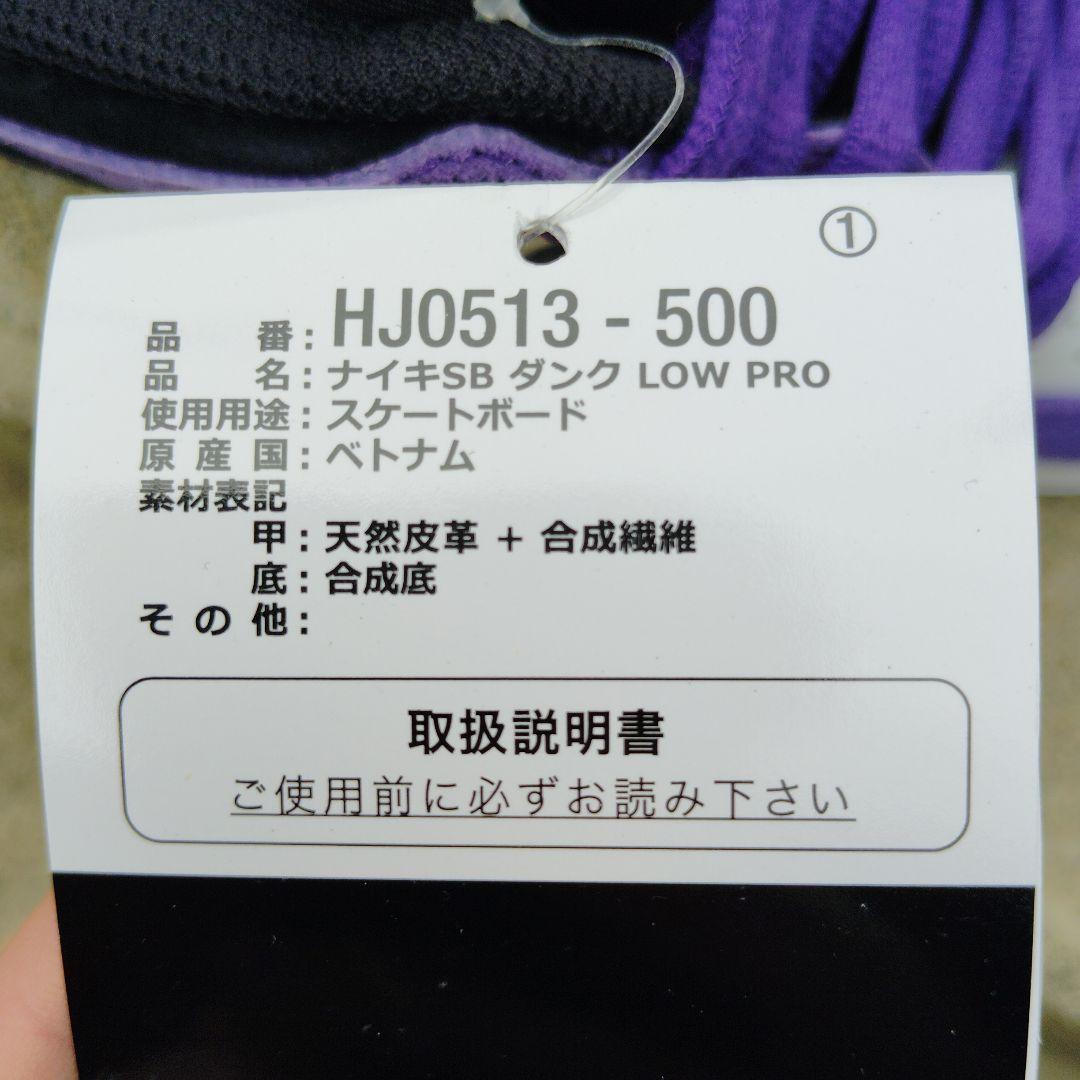 ①
品 番 : HJ0513 - 500
品 名 : ナイキSB ダンク LOW PRO
使用用途 : スケートボード
原 産 国 : ベトナム
素材表記
甲 : 天然皮革 + 合成繊維
底 : 合成底
そ の 他 :
取扱説明書
ご使用前に必ずお読み下さい